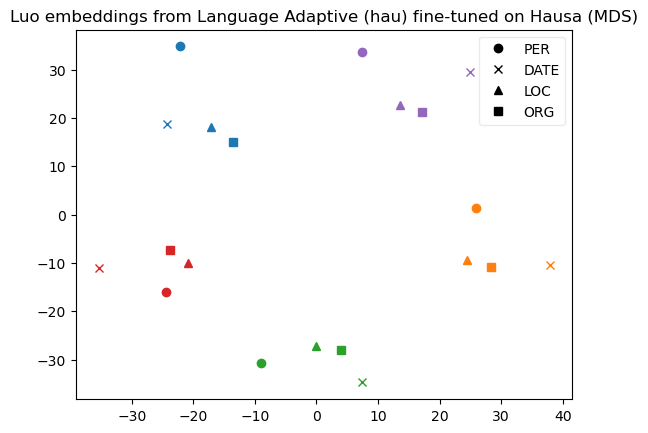 Luo embeddings from Language Adaptive (hau) fine-tuned on Hausa (MDS)
PER
DATE
LOC
ORG
30
20
10
0
−10
−20
−30
−30 −20 −10 0 10 20 30 40